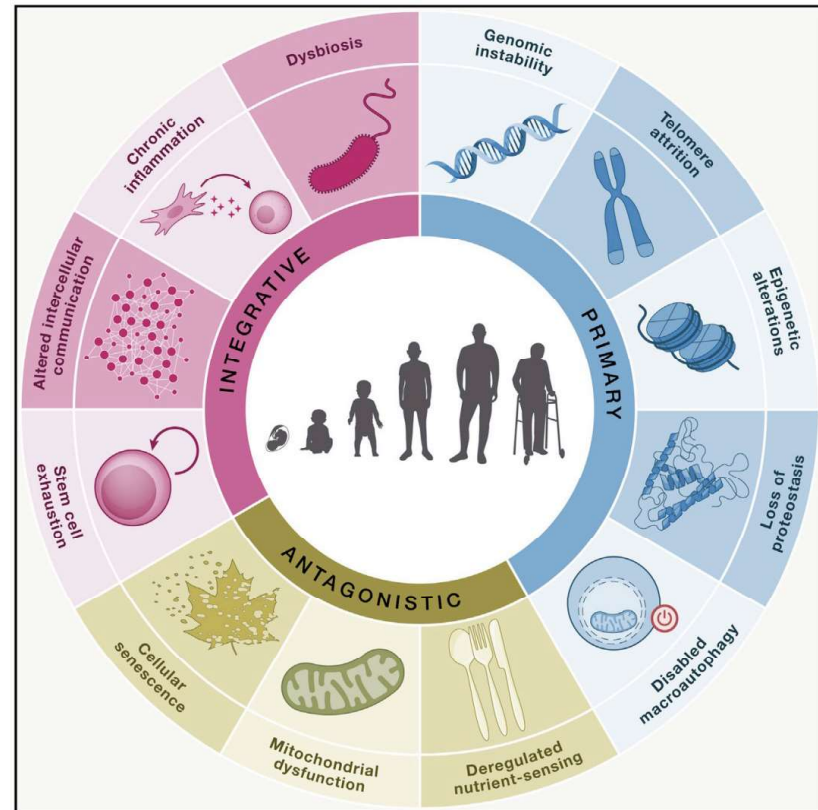 Dysbiosis
Genomic
instability
Telomere
attrition
Epigenetic
alterations
Loss of
proteostasis
Disabled
macroautophagy
Deregulated
nutrient-sensing
Mitochondrial
dysfunction
Cellular
senescence
Stem cell
exhaustion
Altered intercellular
communication
Chronic
inflammation
INTEGRATIVE
PRIMARY
ANTAGONISTIC